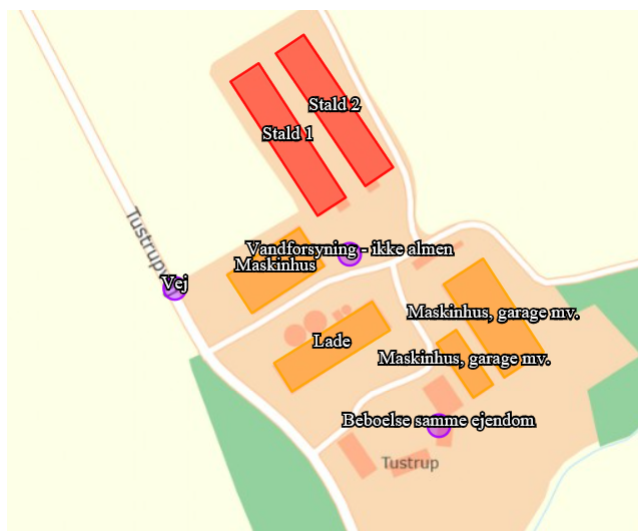 Stald 2
Stald 1
Vandforsyning - ikke almen
Maskinhus
Vej
Maskinhus, garage mv.
Lade
Maskinhus, garage mv.
Beboelse samme ejendom
Tustrup